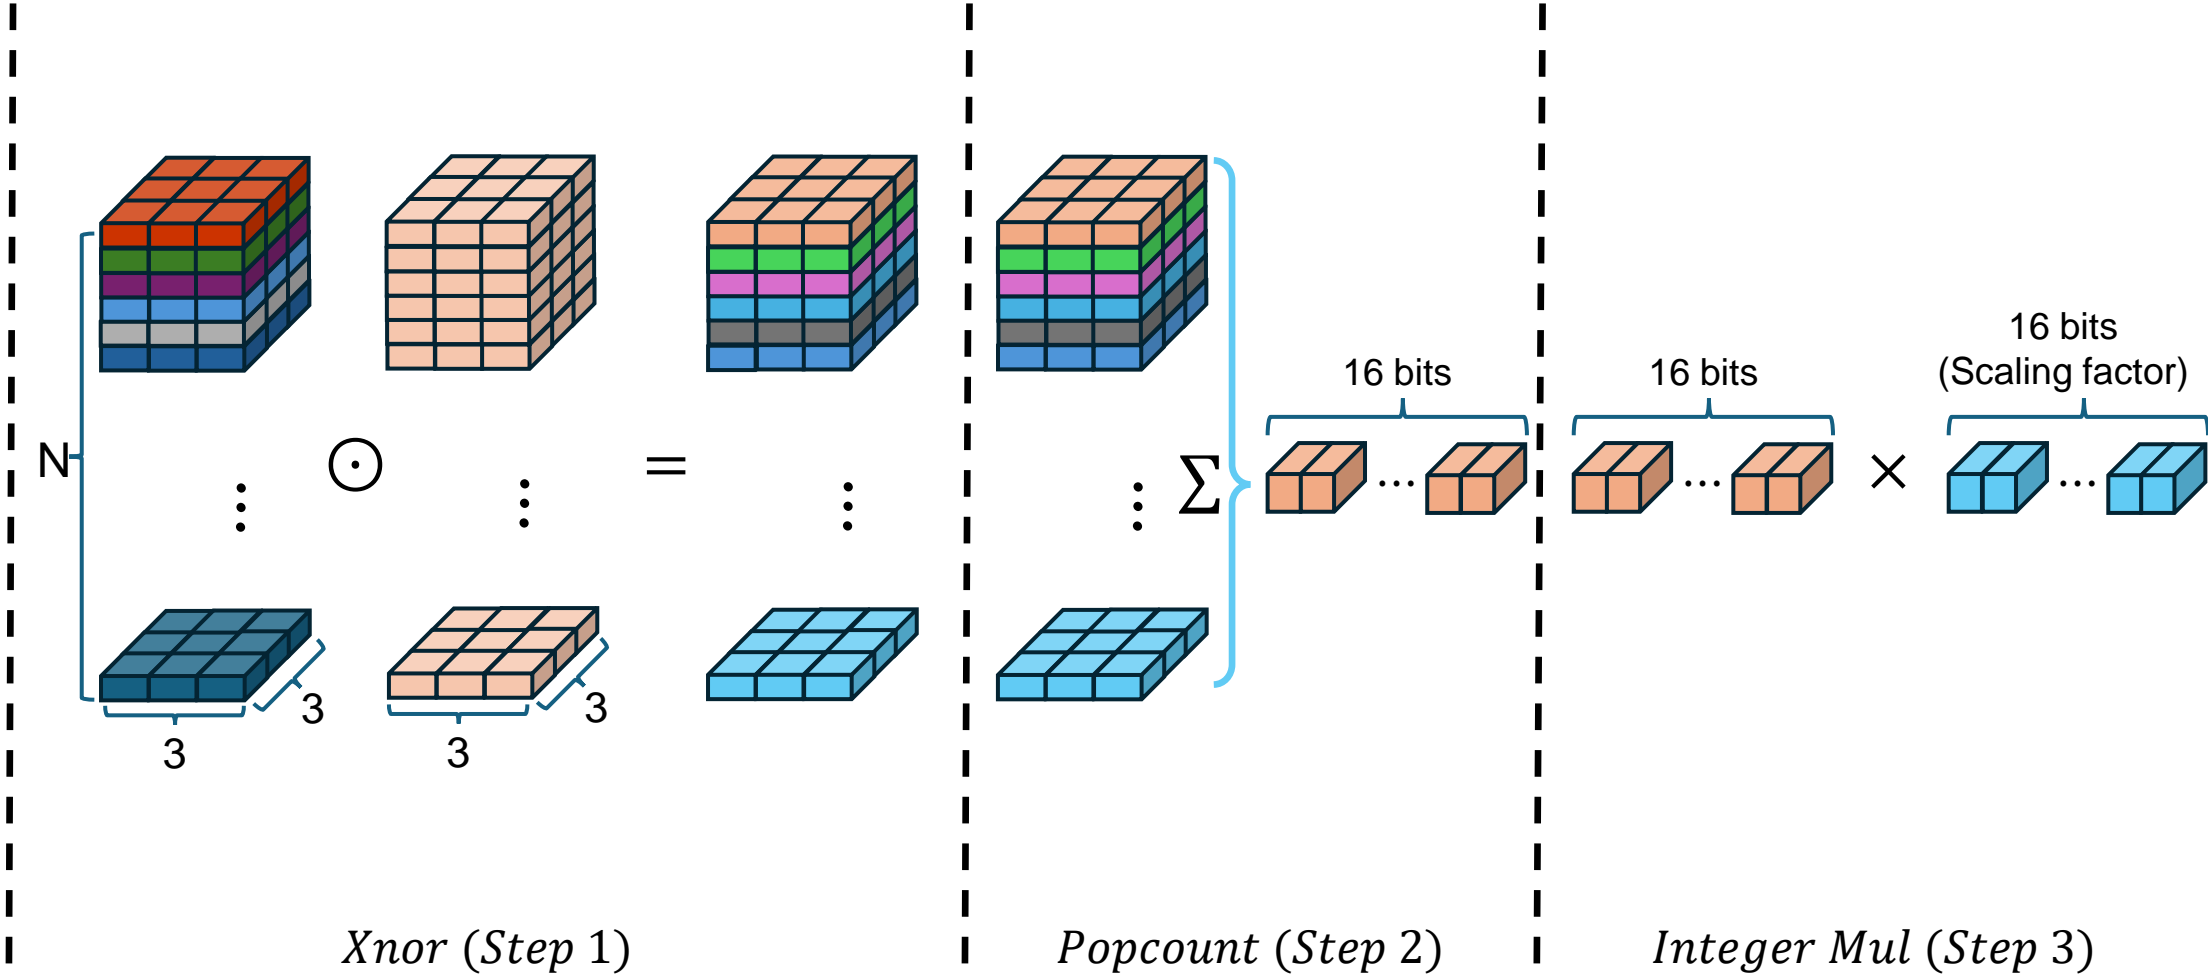 N
⊙
=
3
3
3
3
Xnor (Step 1)
Σ
16 bits
Popcount (Step 2)
16 bits
×
16 bits
(Scaling factor)
Integer Mul (Step 3)